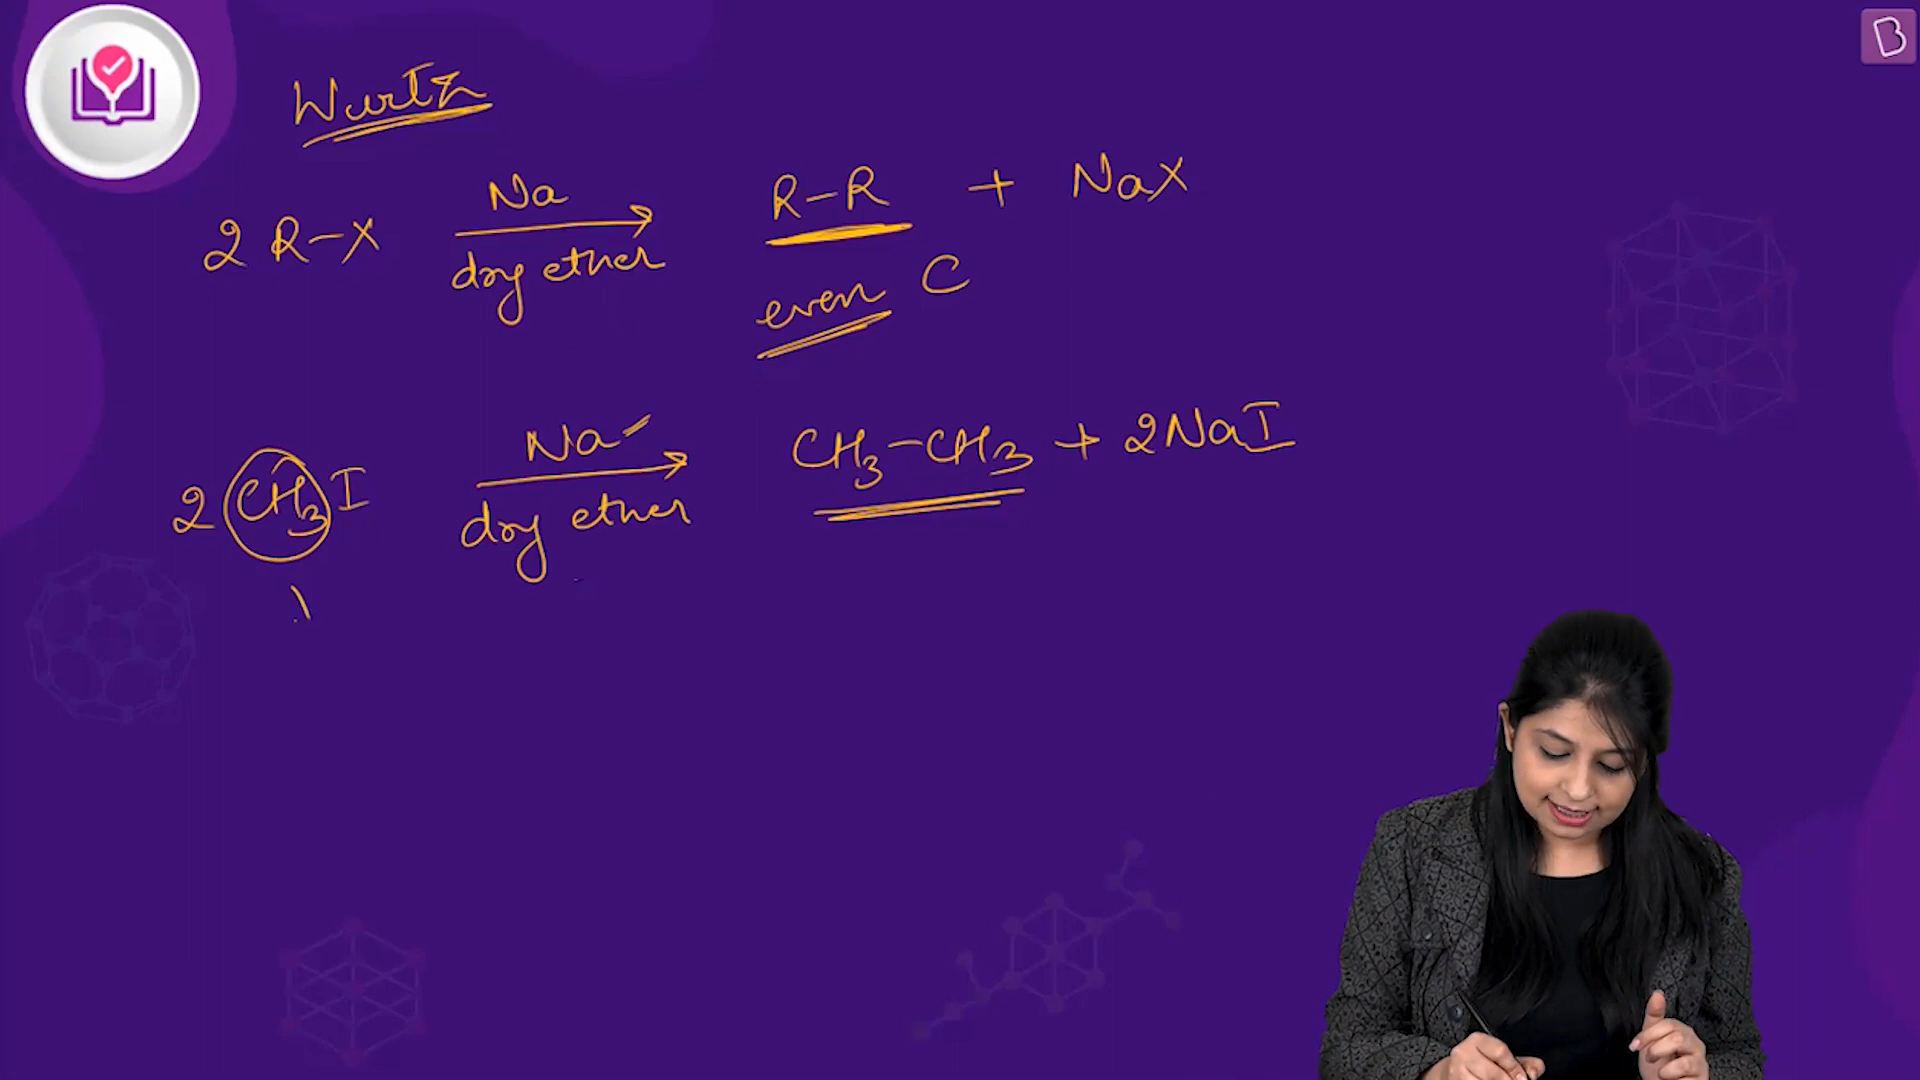 Wurtz
2 R-X Na dry ether R-R + NaX
even C
2 CH₃I Na dry ether CH₃-CH₃ + 2NaI